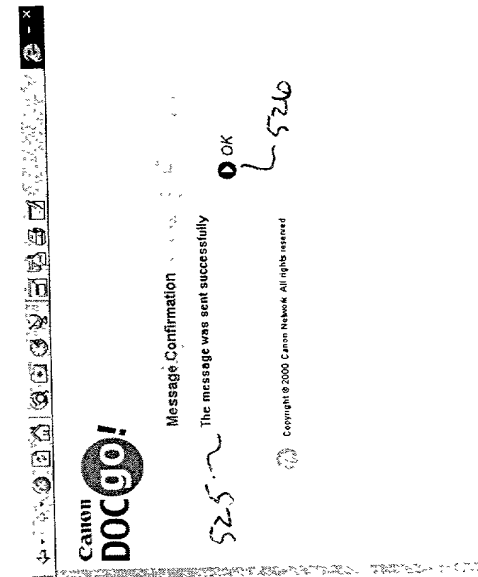 Canon
DOCgo!
Message Confirmation
525 The message was sent successfully
OK
526
Copyright © 2000 Canon Network All rights reserved